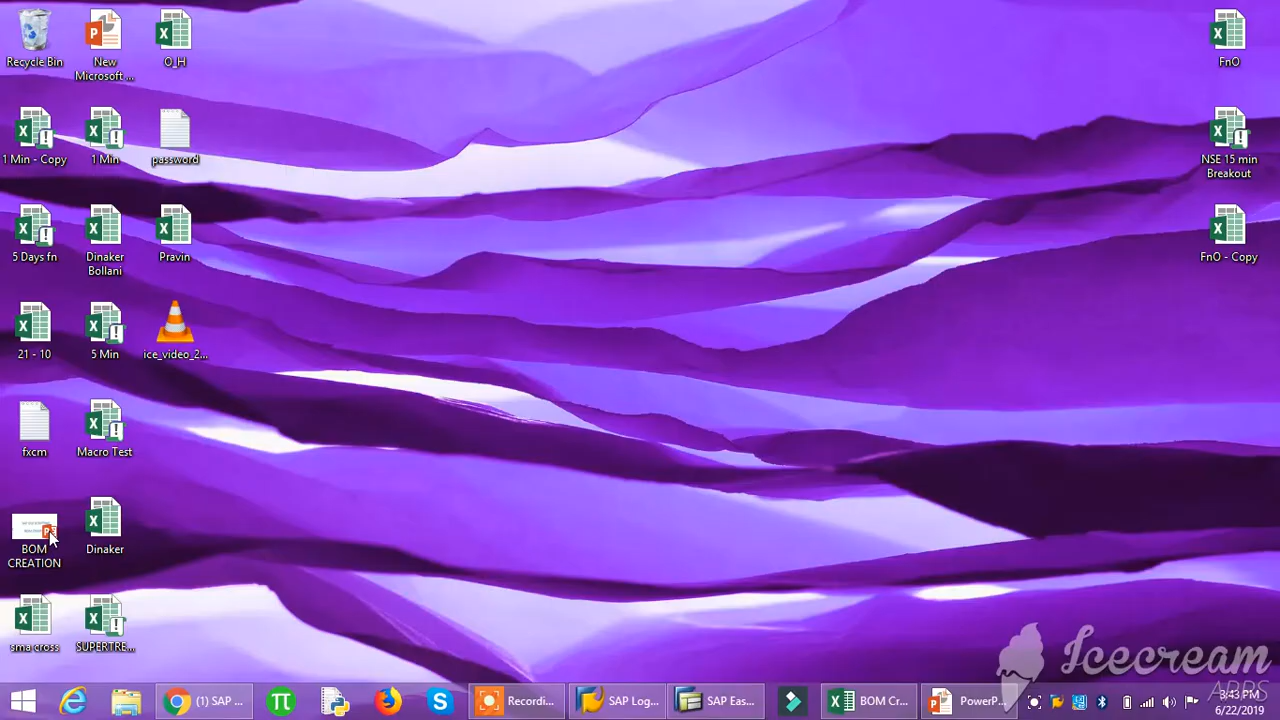 Recycle Bin
New
Microsoft ...
O_H
FnO
1 Min - Copy
1 Min
password
NSE 15 min
Breakout
5 Days fn
Dinaker
Bollani
Pravin
FnO - Copy
21 - 10
5 Min
ice_video_2...
fxcm
Macro Test
BOM
CREATION
Dinaker
sma cross
SUPERTRE...
Icecream
APPS
(1) SAP ...
Recordi...
SAP Log...
SAP Eas...
BOM Cr...
PowerP...
3:43 PM
6/22/2019